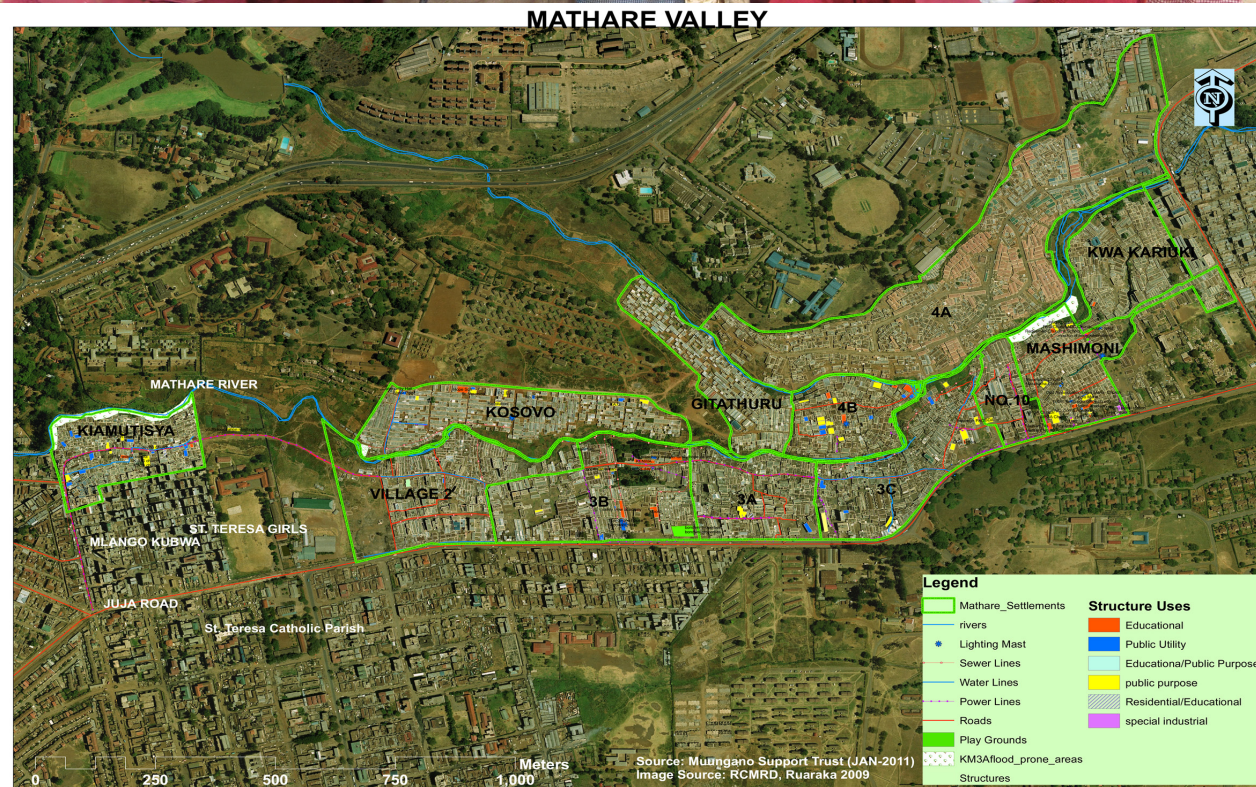 MATHARE VALLEY
N
KWA KARIUKI
4A
MASHIMONI
MATHARE RIVER
GITATHURU
4B
NO.10
KOSOVO
KIAMUTISYA
VILLAGE 2
3B
3A
3C
ST. TERESA GIRLS
MLANGO KUBWA
JUJA ROAD
St. Teresa Catholic Parish
Legend
Mathare_Settlements
rivers
Lighting Mast
Sewer Lines
Water Lines
Power Lines
Roads
Play Grounds
KM3Aflood_prone_areas
Structures
Structure Uses
Educational
Public Utility
Educationa/Public Purpose
public purpose
Residential/Educational
special industrial
Meters
0 250 500 750 1,000
Source: Muungano Support Trust (JAN-2011)
Image Source: RCMRD, Ruaraka 2009